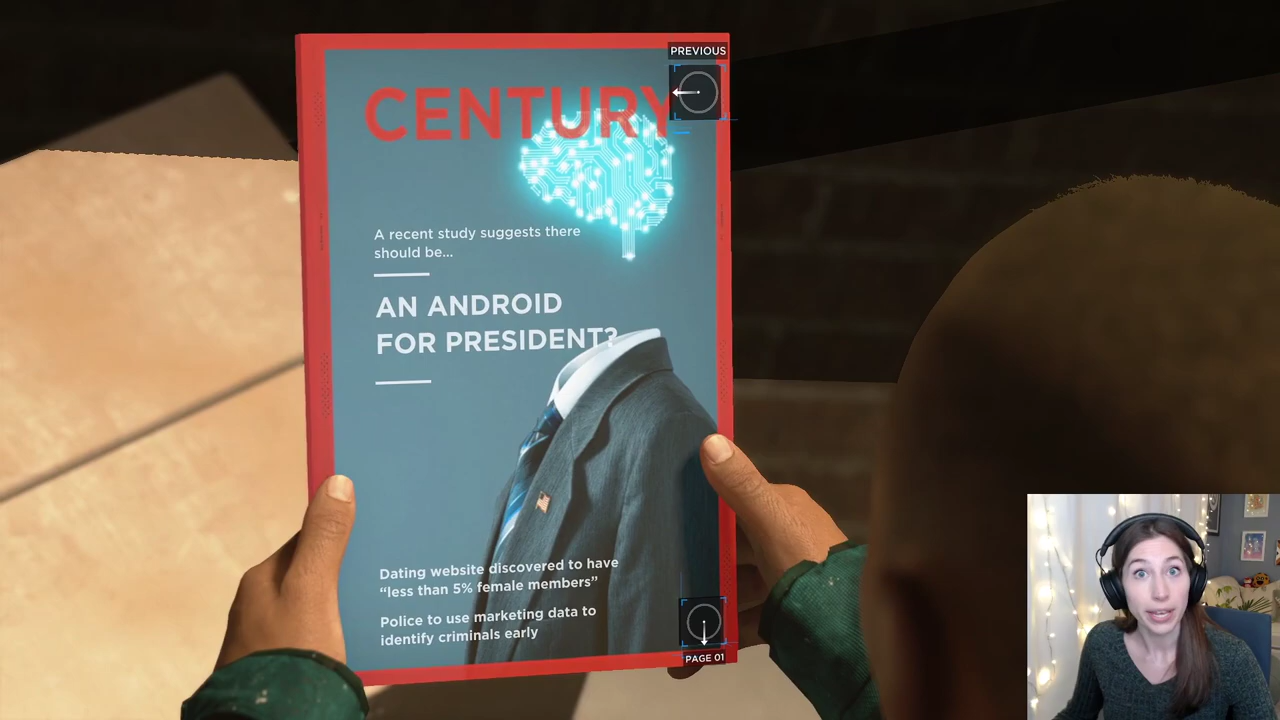 PREVIOUS
CENTURY
A recent study suggests there
should be...
AN ANDROID
FOR PRESIDENT?
Dating website discovered to have
“less than 5% female members”
Police to use marketing data to
identify criminals early
PAGE 01